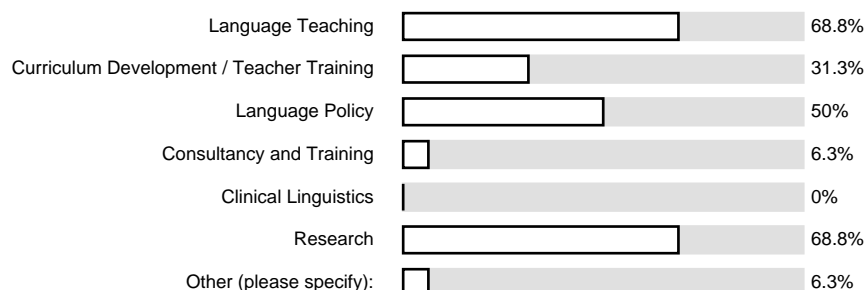 Language Teaching 68.8%
Curriculum Development / Teacher Training 31.3%
Language Policy 50%
Consultancy and Training 6.3%
Clinical Linguistics 0%
Research 68.8%
Other (please specify): 6.3%